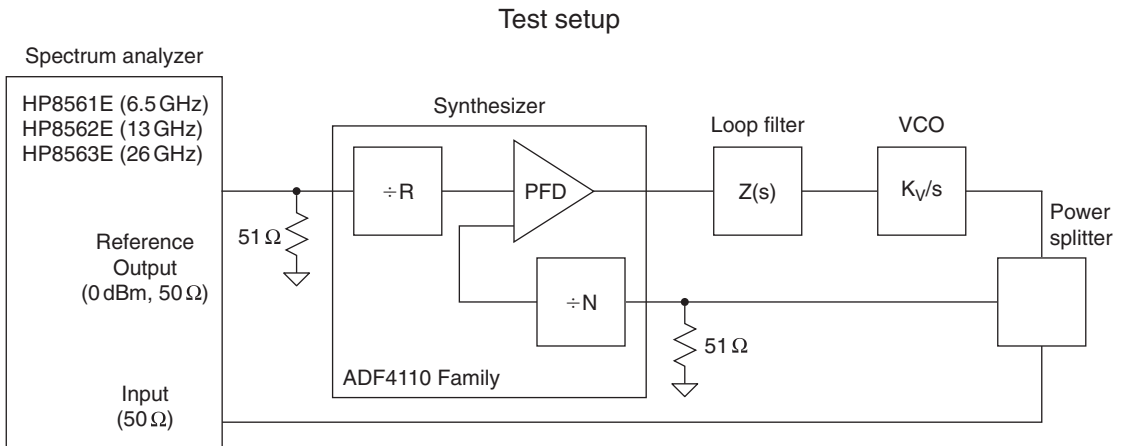 Test setup
Spectrum analyzer
HP8561E (6.5 GHz)
HP8562E (13 GHz)
HP8563E (26 GHz)
Reference
Output
(0 dBm, 50 Ω)
Input
(50 Ω)
51 Ω
Synthesizer
÷R
PFD
÷N
ADF4110 Family
51 Ω
Loop filter
Z(s)
VCO
K_V/s
Power
splitter